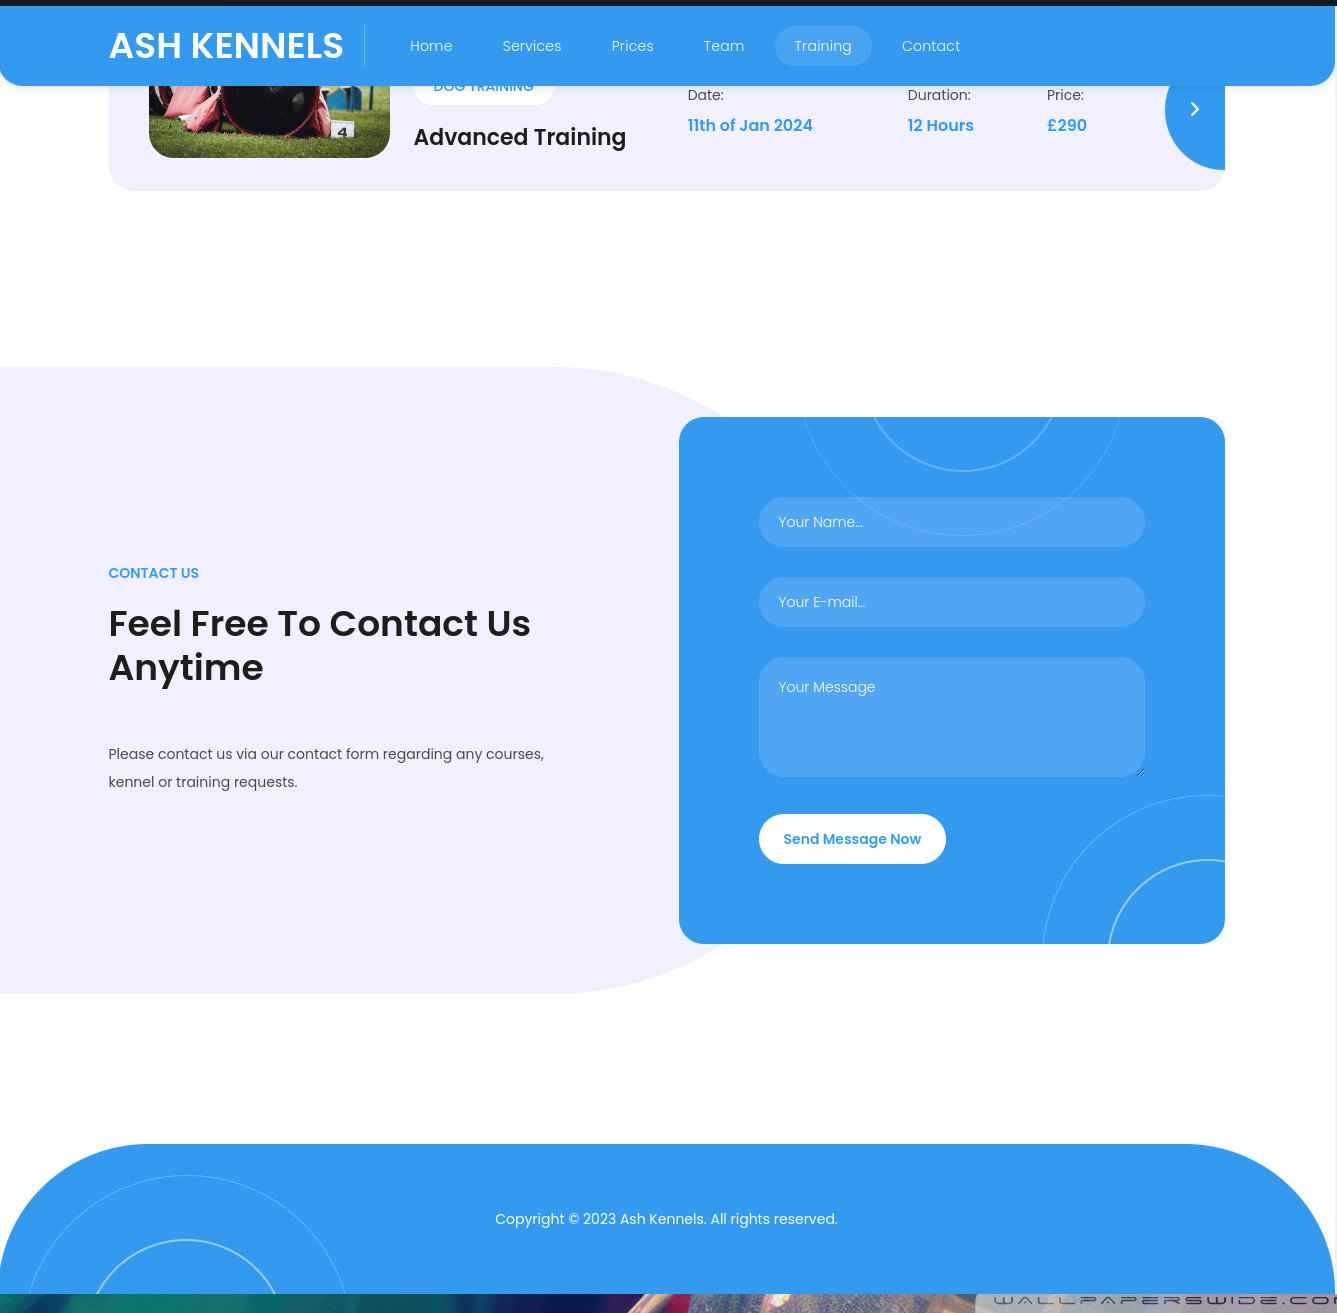 ASH KENNELS
Home Services Prices Team Training Contact
DOG TRAINING
4
Advanced Training
Date:
11th of Jan 2024
Duration:
12 Hours
Price:
£290
CONTACT US
Feel Free To Contact Us
Anytime
Please contact us via our contact form regarding any courses,
kennel or training requests.
Your Name...
Your E-mail...
Your Message
Send Message Now
Copyright © 2023 Ash Kennels. All rights reserved.
WALLPAPERSWIDE.CO